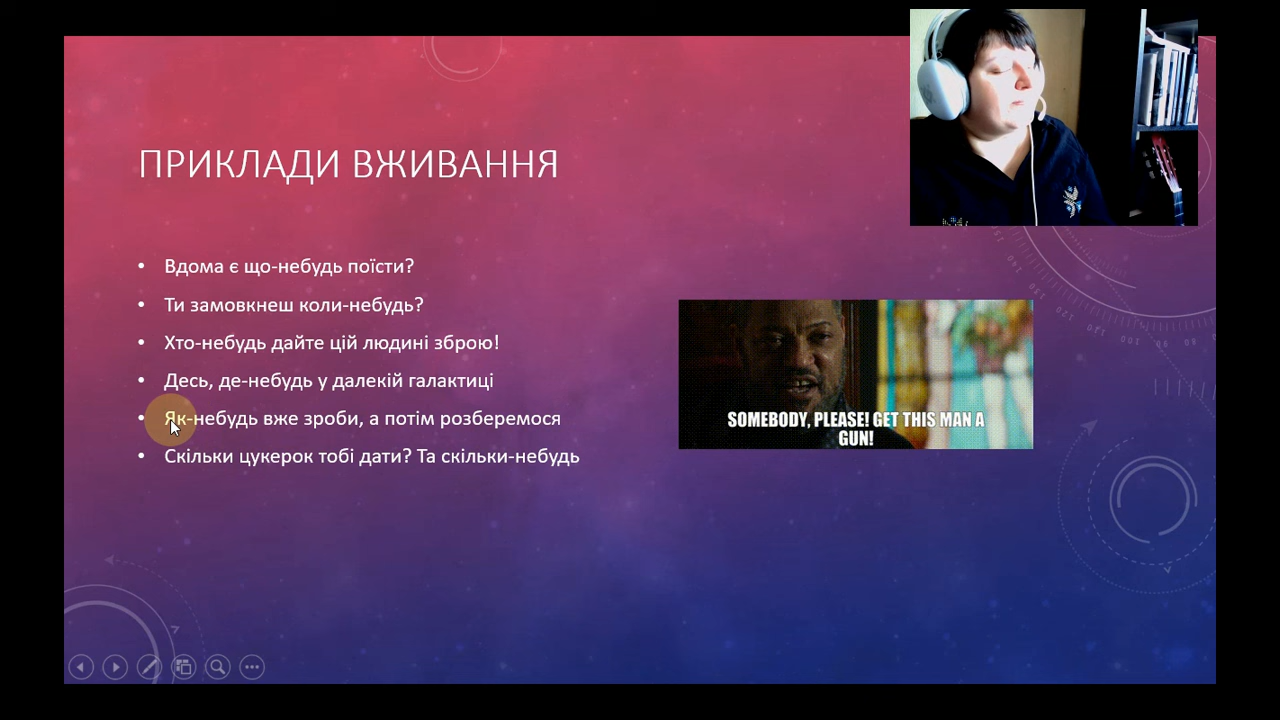 ПРИКЛАДИ ВЖИВАННЯ
• Вдома є що-небудь поїсти?
• Ти замовкнеш коли-небудь?
• Хто-небудь дайте цій людині зброю!
• Десь, де-небудь у далекій галактиці
• Як-небудь вже зроби, а потім розберемося
• Скільки цукерок тобі дати? Та скільки-небудь
SOMEBODY, PLEASE! GET THIS MAN A
GUN!